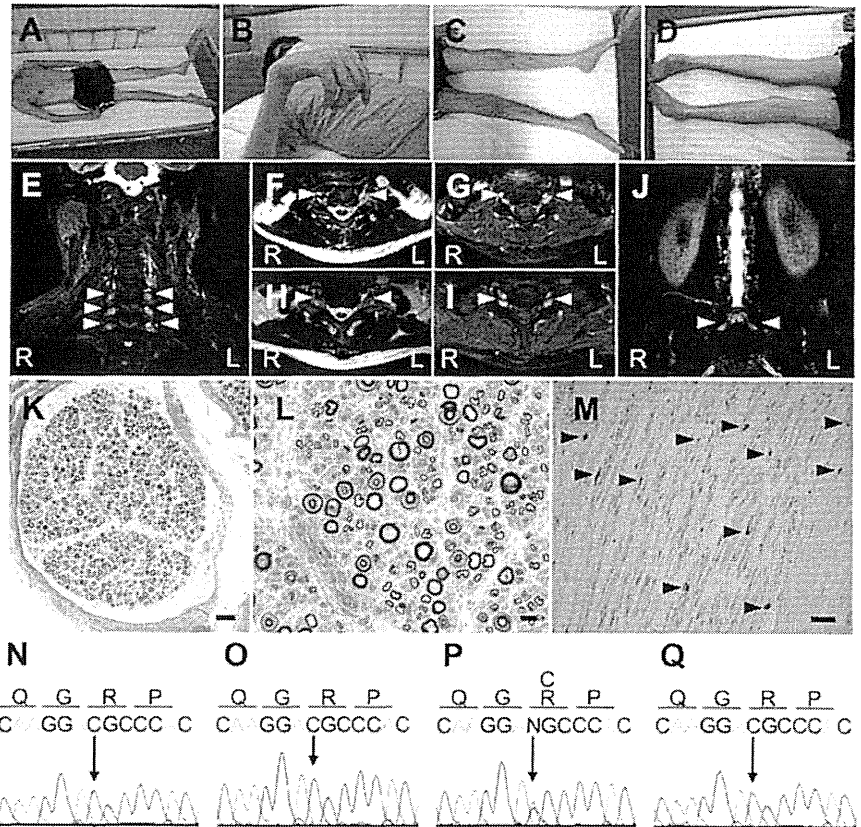 A B C D
E F G J
R L R L
H I
R L R L R L R L
K L M
N O P Q
C
Q G R P Q G R P Q G R P Q G R P
C GG CGCCC C C GG CGCCC C C GG NGCCC C C GG CGCCC C